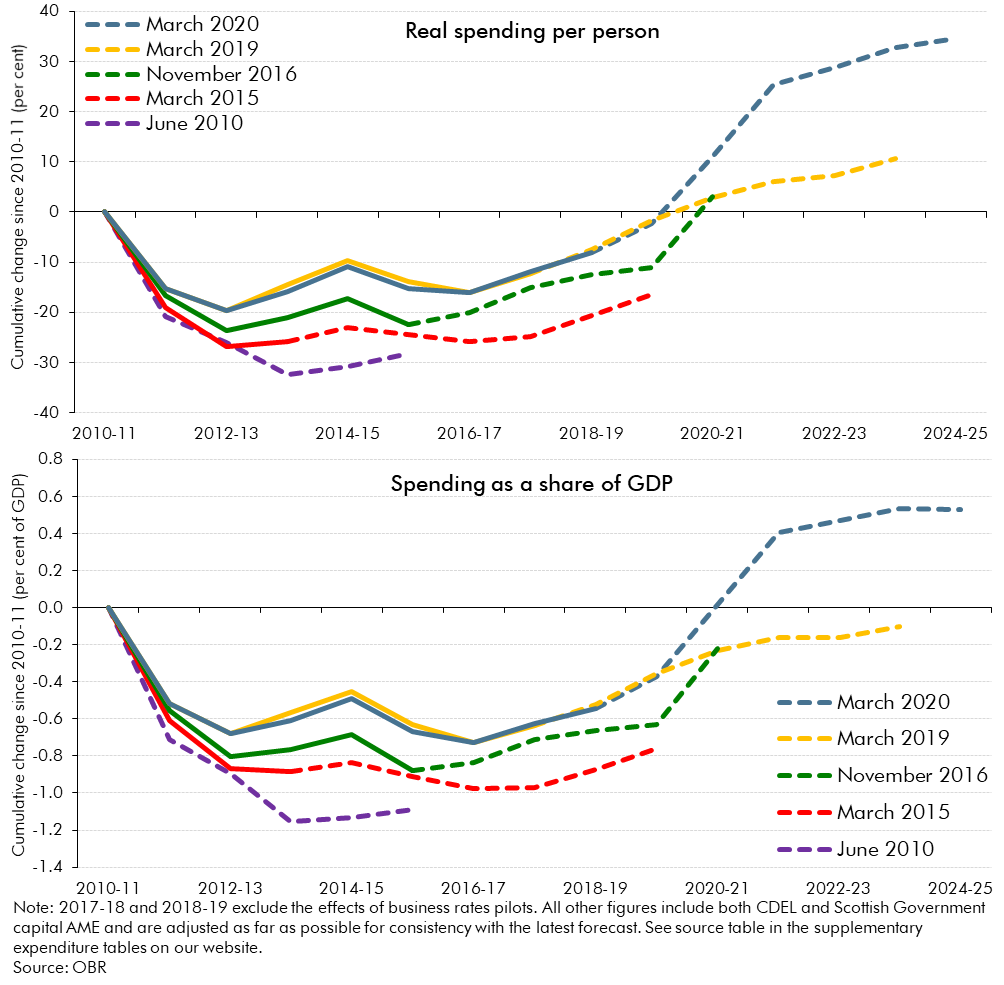 Real spending per person
Cumulative change since 2010-11 (per cent)
40
30
20
10
0
-10
-20
-30
-40
March 2020
March 2019
November 2016
March 2015
June 2010
2010-11 2012-13 2014-15 2016-17 2018-19 2020-21 2022-23 2024-25
Spending as a share of GDP
Cumulative change since 2010-11 (per cent of GDP)
0.8
0.6
0.4
0.2
0.0
-0.2
-0.4
-0.6
-0.8
-1.0
-1.2
-1.4
March 2020
March 2019
November 2016
March 2015
June 2010
2010-11 2012-13 2014-15 2016-17 2018-19 2020-21 2022-23 2024-25
Note: 2017-18 and 2018-19 exclude the effects of business rates pilots. All other figures include both CDEL and Scottish Government
capital AME and are adjusted as far as possible for consistency with the latest forecast. See source table in the supplementary
expenditure tables on our website.
Source: OBR